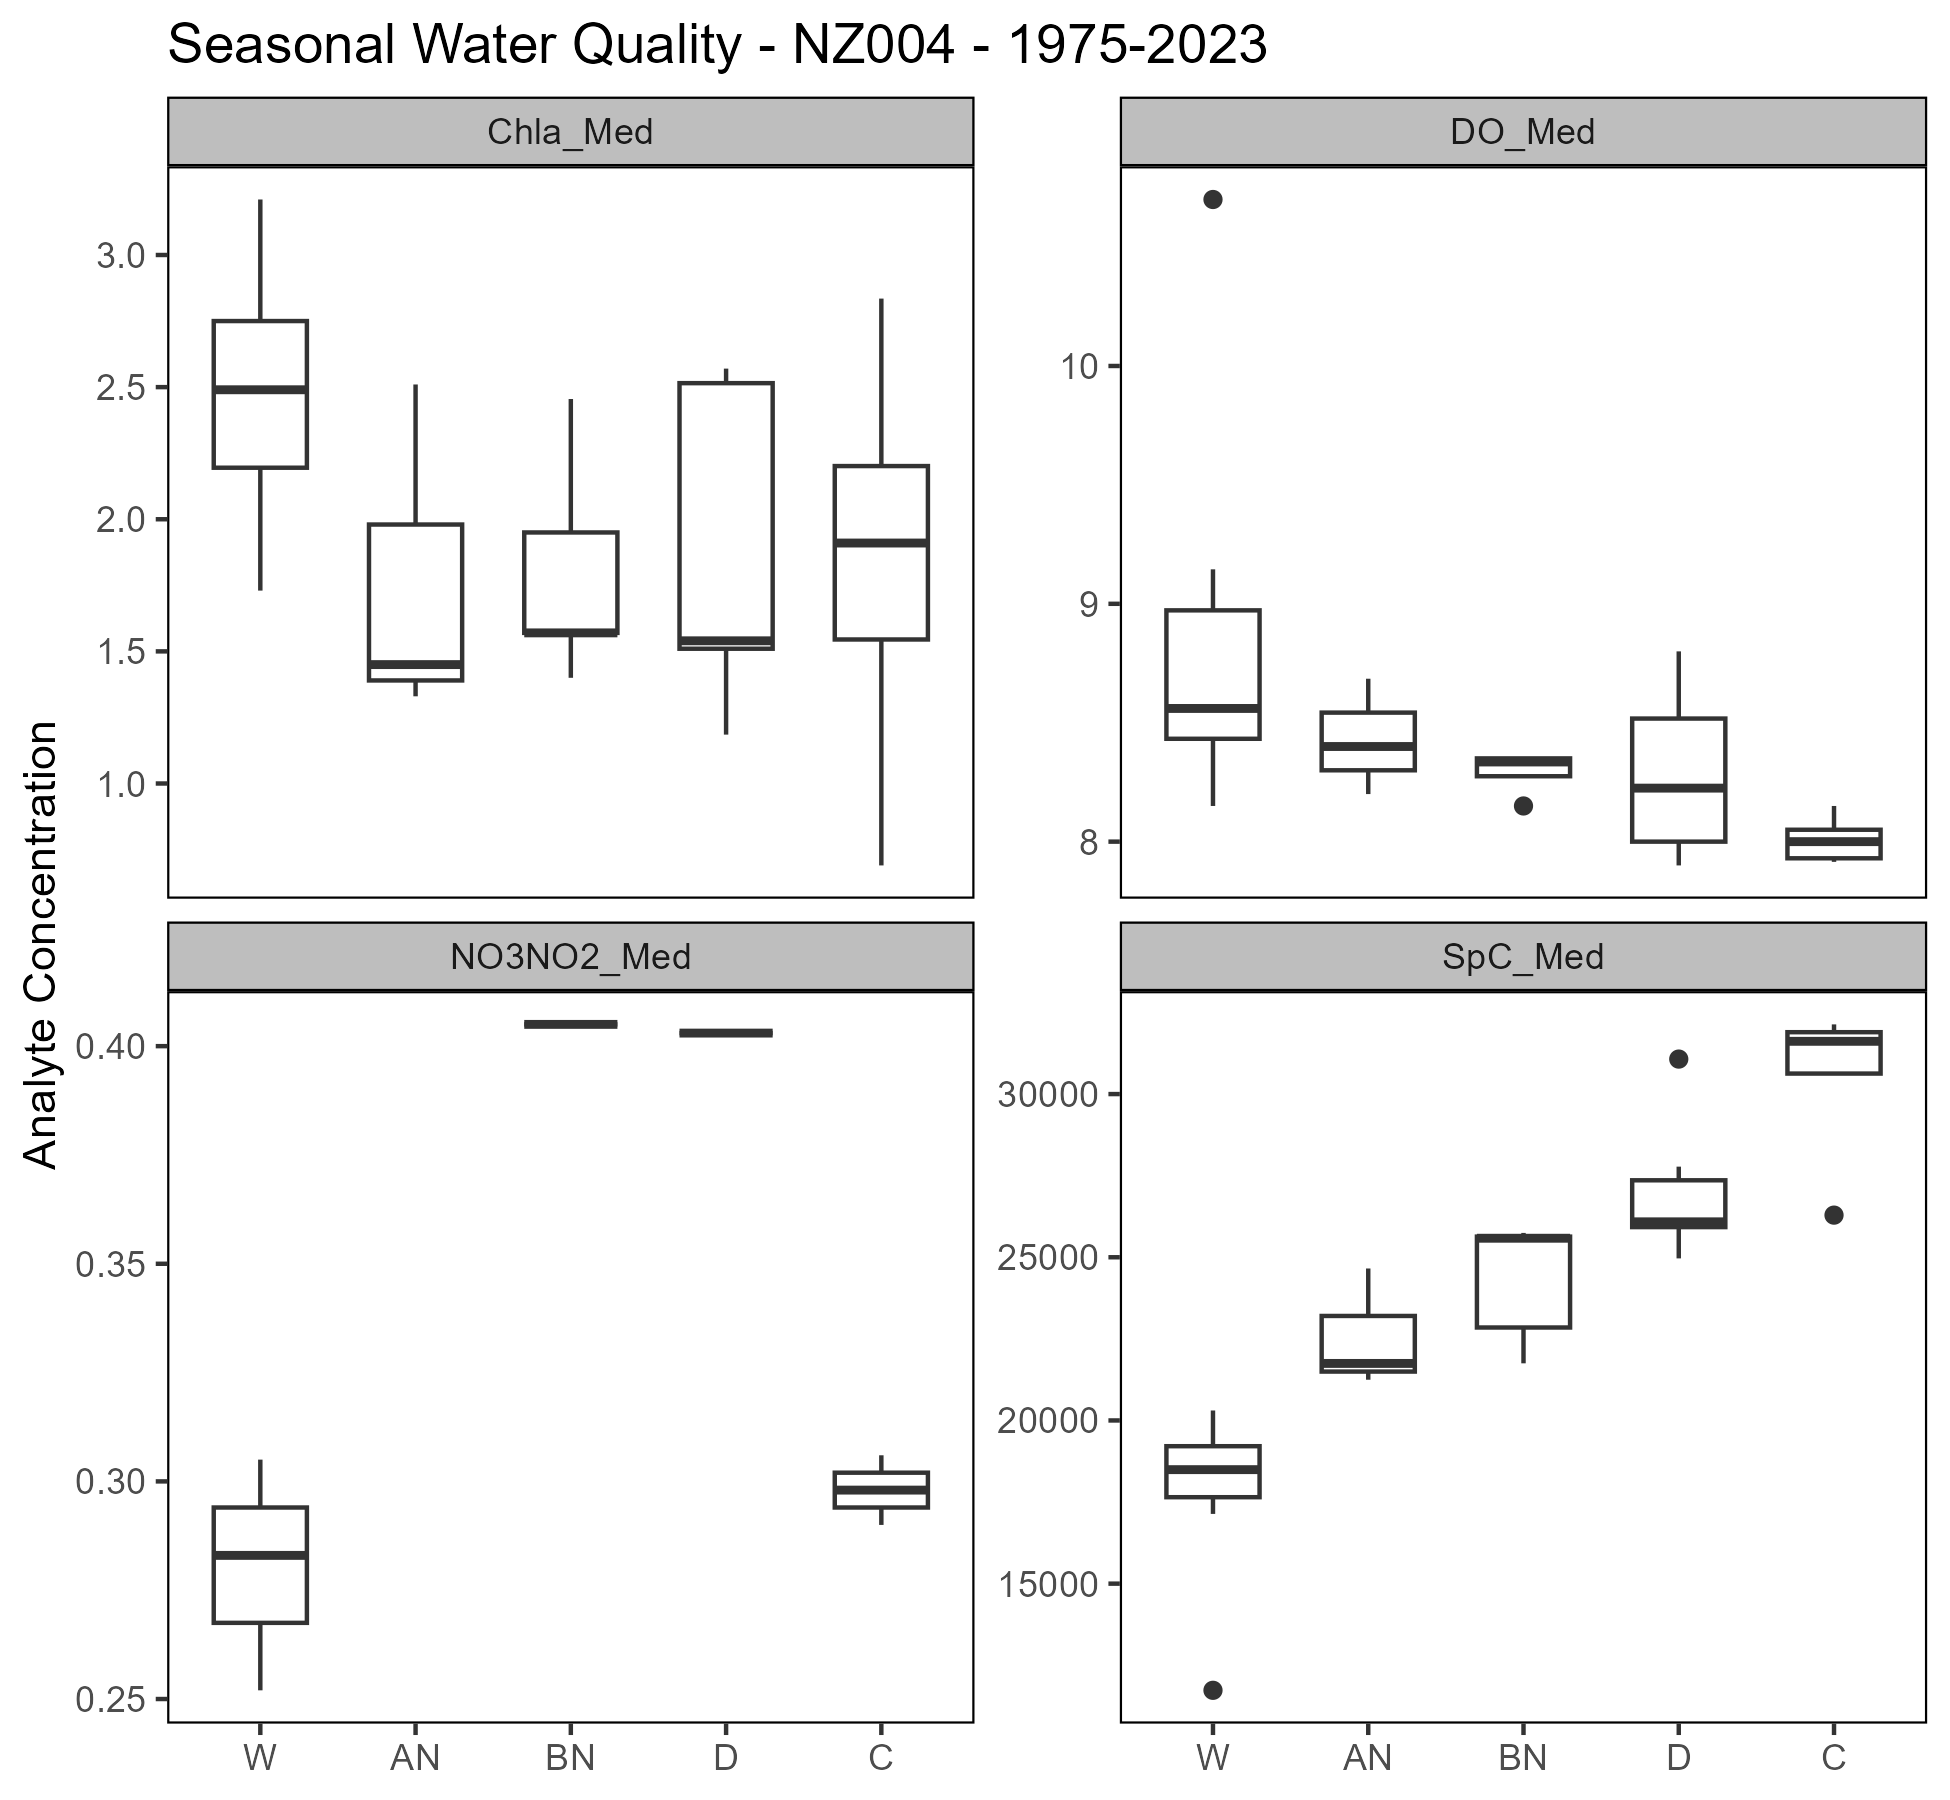 Seasonal Water Quality - NZ004 - 1975-2023
Analyte Concentration
Chla_Med
3.0
2.5
2.0
1.5
1.0
DO_Med
10
9
8
NO3NO2_Med
0.40
0.35
0.30
0.25
W AN BN D C
SpC_Med
30000
25000
20000
15000
W AN BN D C